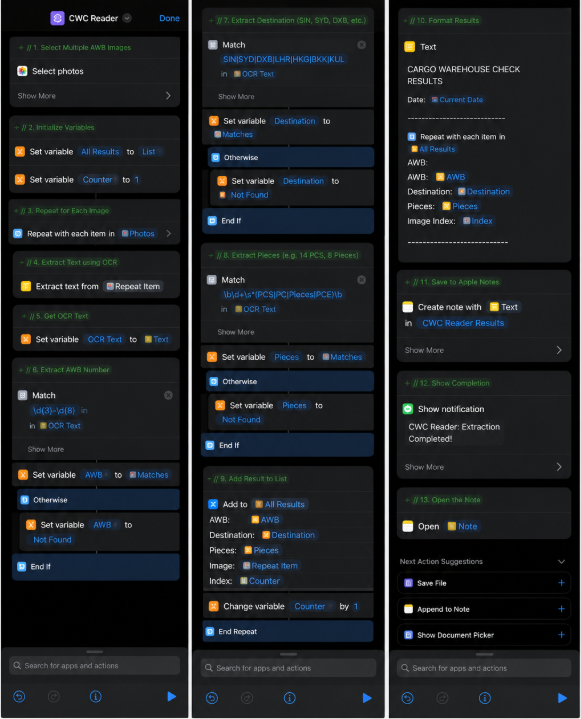 CWC Reader
Done
// 1. Select Multiple AWB Images
Select photos
Show More
// 2. Initialize Variables
Set variable All Results to List
Set variable Counter to 1
// 3. Repeat for Each Image
Repeat with each item in Photos
// 4. Extract Text using OCR
Extract text from Repeat Item
// 5. Get OCR Text
Set variable OCR Text to Text
// 6. Extract AWB Number
Match
\d{3}-\d{8} in
in OCR Text
Show More
Set variable AWB to Matches
Otherwise
Set variable AWB to
Not Found
End If
Search for apps and actions
// 7. Extract Destination (SIN, SYD, DXB, etc.)
Match
SIN|SYD|DXB|LHR|HKG|BKK|KUL
in OCR Text
Show More
Set variable Destination to
Matches
Otherwise
Set variable Destination to
Not Found
End If
// 8. Extract Pieces (e.g. 14 PCS, 8 Pieces)
Match
\b\d+\s*(PCS|PC|Pieces|PCE)\b
in OCR Text
Show More
Set variable Pieces to Matches
Otherwise
Set variable Pieces to
Not Found
End If
// 9. Add Result to List
Add to All Results
AWB: AWB
Destination: Destination
Pieces: Pieces
Image: Repeat Item
Index: Counter
Change variable Counter by 1
End Repeat
Search for apps and actions
// 10. Format Results
Text
CARGO WAREHOUSE CHECK
RESULTS
Date: Current Date
---------------------------
Repeat with each item in
All Results
AWB:
AWB: AWB
Destination: Destination
Pieces: Pieces
Image Index: Index
---------------------------
// 11. Save to Apple Notes
Create note with Text
in CWC Reader Results
Show More
// 12. Show Completion
Show notification
CWC Reader: Extraction
Completed!
Show More
// 13. Open the Note
Open Note
Next Action Suggestions
Save File
Append to Note
Show Document Picker
Search for apps and actions